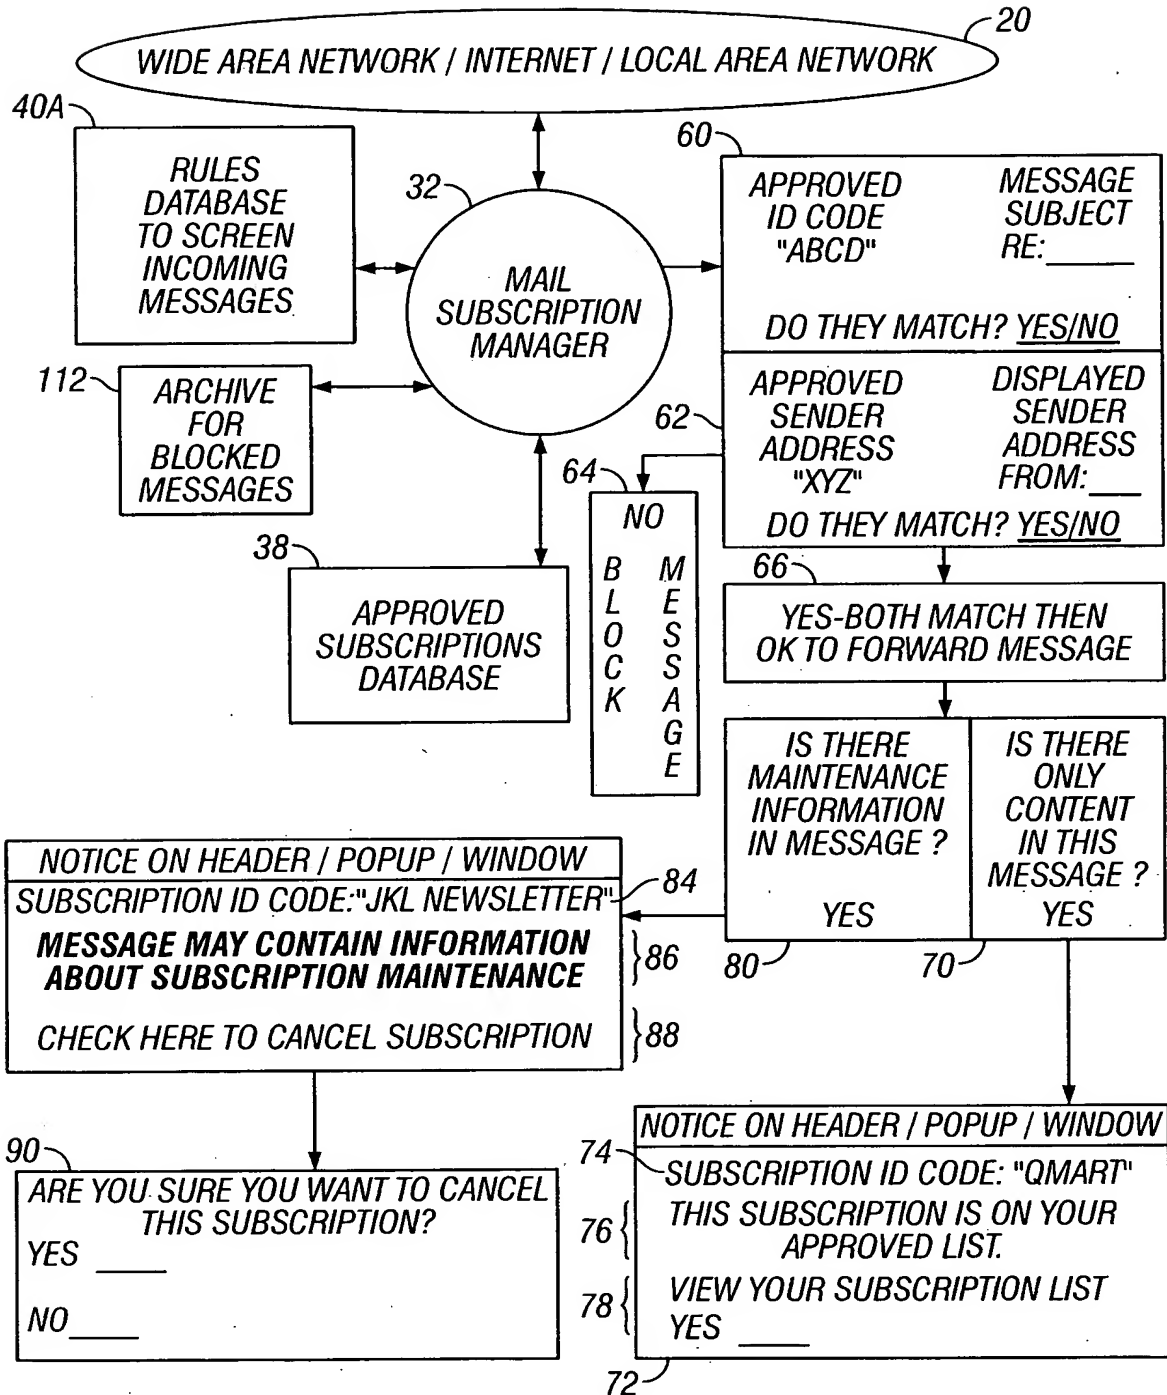 20
WIDE AREA NETWORK / INTERNET / LOCAL AREA NETWORK
40A
RULES
DATABASE
TO SCREEN
INCOMING
MESSAGES
32
MAIL
SUBSCRIPTION
MANAGER
60
APPROVED
ID CODE
"ABCD"
MESSAGE
SUBJECT
RE:
DO THEY MATCH? YES/NO
112
ARCHIVE
FOR
BLOCKED
MESSAGES
62
APPROVED
SENDER
ADDRESS
"XYZ"
DISPLAYED
SENDER
ADDRESS
FROM:
DO THEY MATCH? YES/NO
64
NO
BLOCK
MESSAGE
38
APPROVED
SUBSCRIPTIONS
DATABASE
66
YES-BOTH MATCH THEN
OK TO FORWARD MESSAGE
IS THERE
MAINTENANCE
INFORMATION
IN MESSAGE ?
YES
80
IS THERE
ONLY
CONTENT
IN THIS
MESSAGE ?
YES
70
NOTICE ON HEADER / POPUP / WINDOW
SUBSCRIPTION ID CODE:"JKL NEWSLETTER"
84
MESSAGE MAY CONTAIN INFORMATION
ABOUT SUBSCRIPTION MAINTENANCE
86
CHECK HERE TO CANCEL SUBSCRIPTION
88
90
ARE YOU SURE YOU WANT TO CANCEL
THIS SUBSCRIPTION?
YES
NO
NOTICE ON HEADER / POPUP / WINDOW
74
SUBSCRIPTION ID CODE: "QMART"
76
THIS SUBSCRIPTION IS ON YOUR
APPROVED LIST.
78
VIEW YOUR SUBSCRIPTION LIST
YES
72